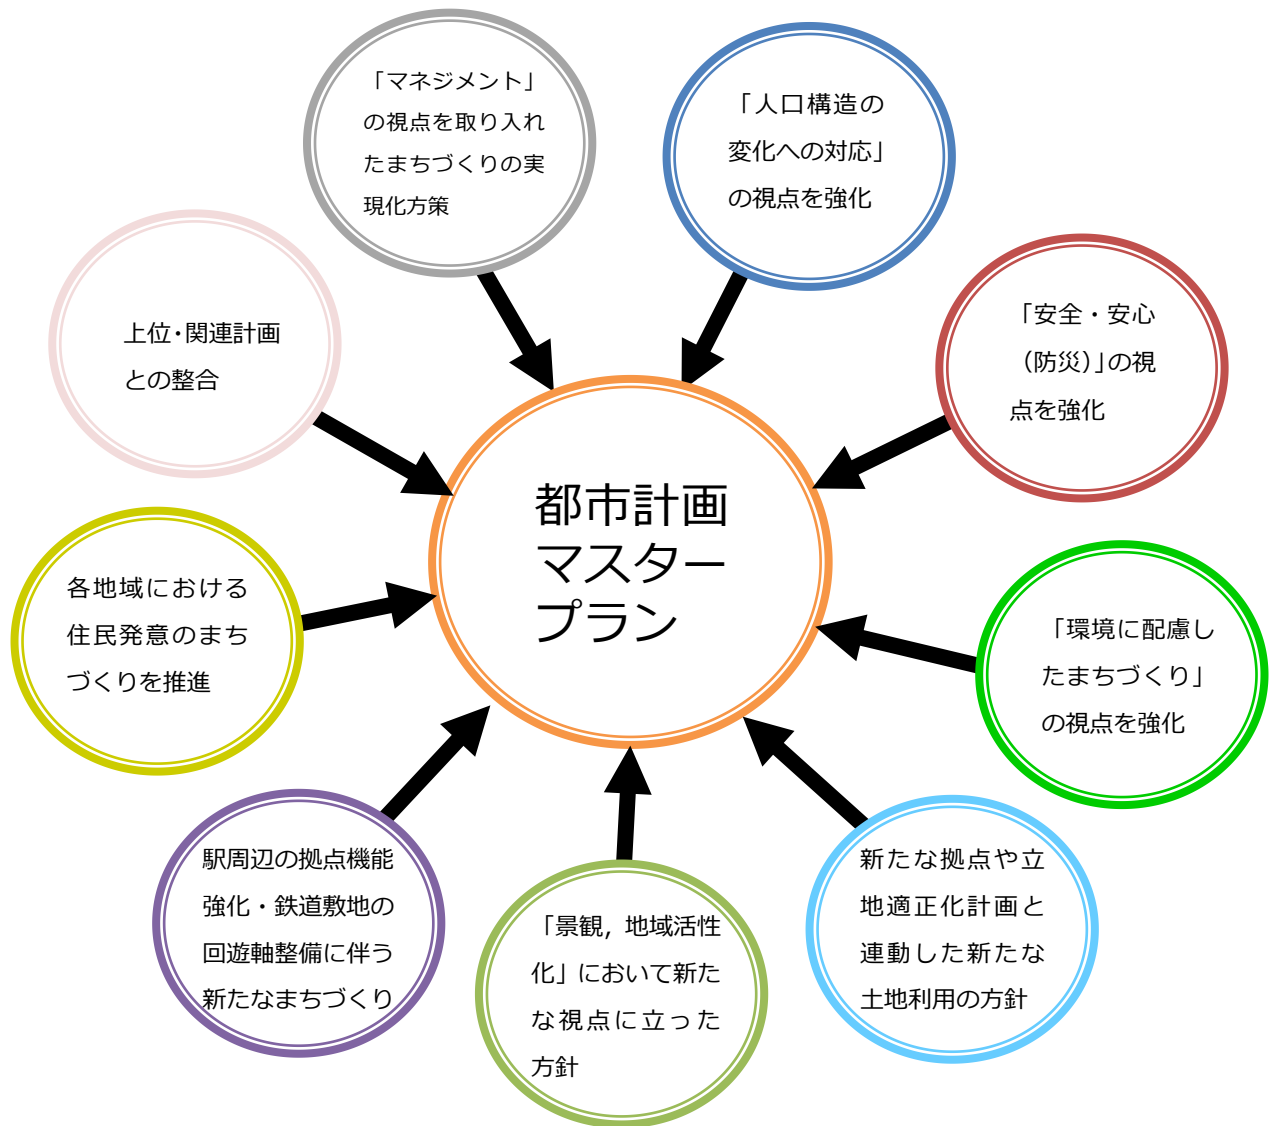 「マネジメント」
の視点を取り入れ
たまちづくりの実
現化方策
「人口構造の
変化への対応」
の視点を強化
上位・関連計画
との整合
「安全・安心
（防災）」の視
点を強化
都市計画
マスター
プラン
各地域における
住民発意のまち
づくりを推進
「環境に配慮し
たまちづくり」
の視点を強化
駅周辺の拠点機能
強化・鉄道敷地の
回遊軸整備に伴う
新たなまちづくり
「景観，地域活性
化」において新た
な視点に立った
方針
新たな拠点や立
地適正化計画と
連動した新たな
土地利用の方針